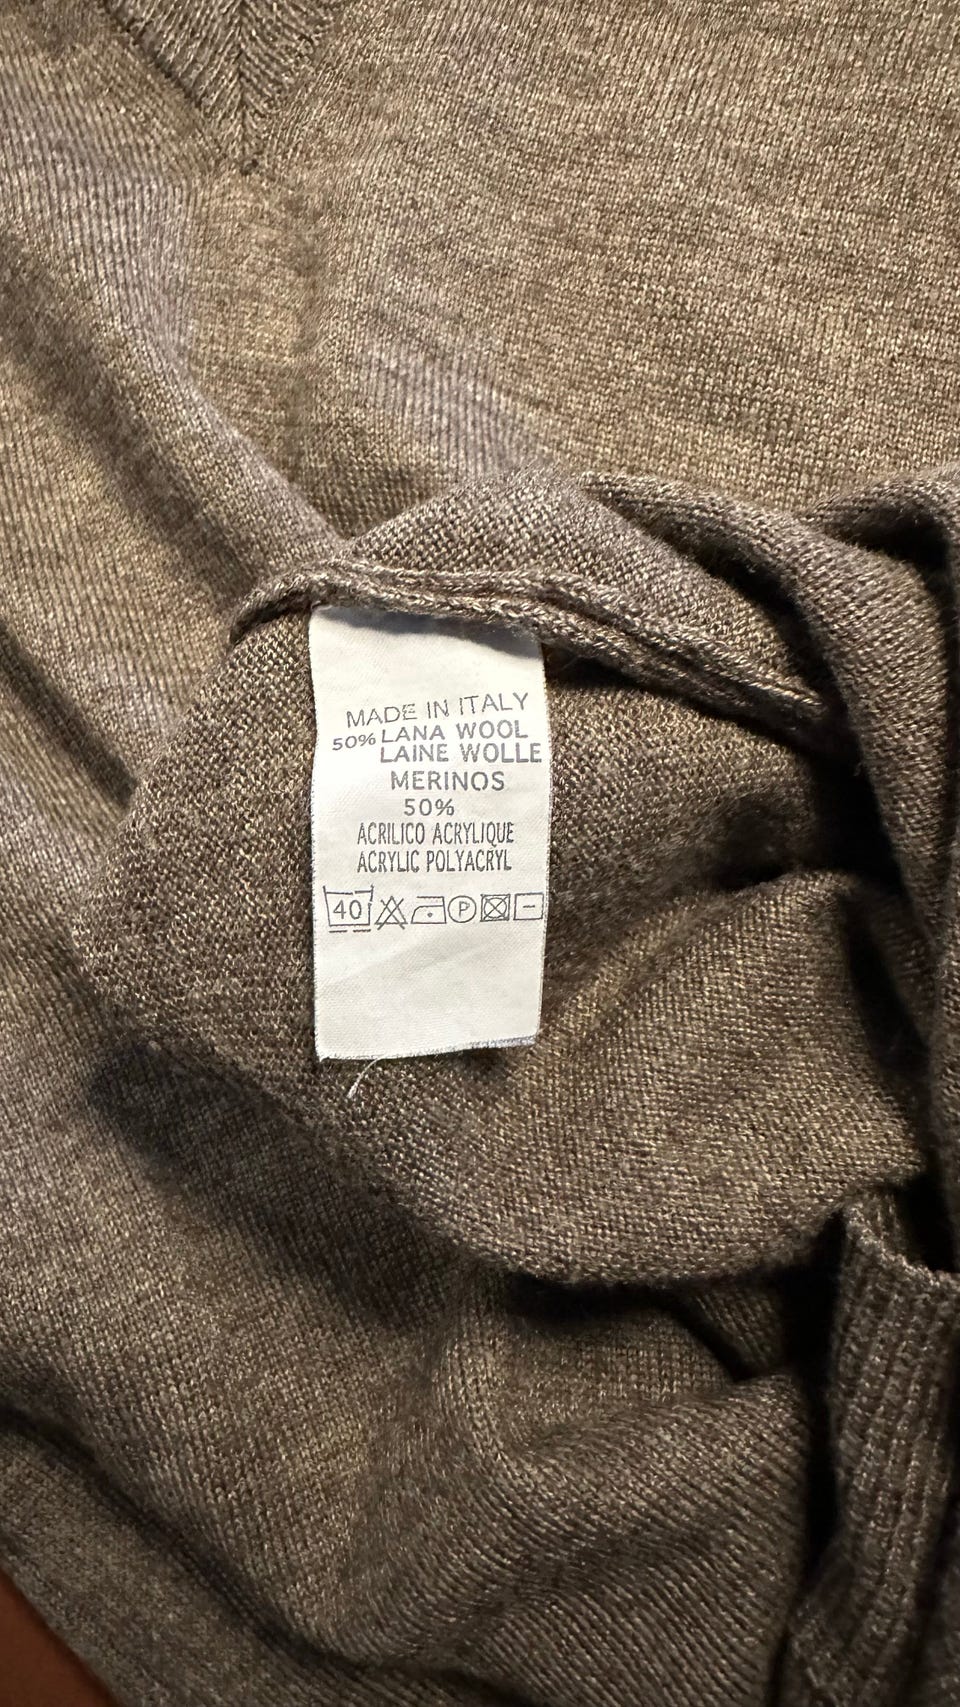 MADE IN ITALY
50% LANA WOOL
LAINE WOLLE
MERINOS
50%
ACRILICO ACRYLIQUE
ACRYLIC POLYACRYL
40 P